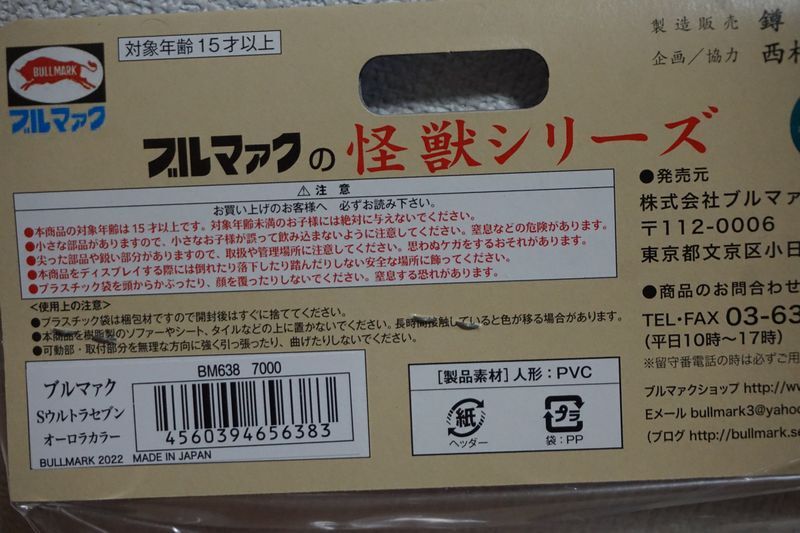 BULLMARK
ブルマァク
対象年齢15才以上
製造販売 鐏
企画／協力 西村
ブルマァクの怪獣シリーズ
⚠注 意
お買い上げのお客様へ 必ずお読み下さい。
●本商品の対象年齢は15才以上です。対象年齢未満のお子様には絶対に与えないでください。
●小さな部品がありますので、小さなお子様が誤って飲み込まないように注意してください。窒息などの危険があります。
●尖った部品や鋭い部分がありますので、取扱や管理場所に注意してください。思わぬケガをするおそれがあります。
●本商品をディスプレイする際には倒れたり落下したり踏んだりしない安全な場所に飾ってください。
●プラスチック袋を頭からかぶったり、顔を覆ったりしないでください。窒息する恐れがあります。
<使用上の注意>
●プラスチック袋は梱包材ですので開封後はすぐに捨ててください。
●本商品を樹脂製のソファーやシート、タイルなどの上に置かないでください。長時間接触していると色が移る場合があります。
●可動部・取付部分を無理な方向に強く引っ張ったり、曲げたりしないでください。
ブルマァク
Sウルトラセブン
オーロラカラー
BM638 7000
4560394656383
BULLMARK 2022 MADE IN JAPAN
[製品素材]人形：PVC
紙
ヘッダー
プラ
袋：PP
●発売元
株式会社ブルマァ
〒112-0006
東京都文京区小日
●商品のお問合わせ
TEL・FAX 03-63
(平日10時〜17時)
※留守番電話の時は必ずご用
ブルマァクショップ http://ww
Eメール bullmark3@yahoo
(ブログ http://bullmark.se